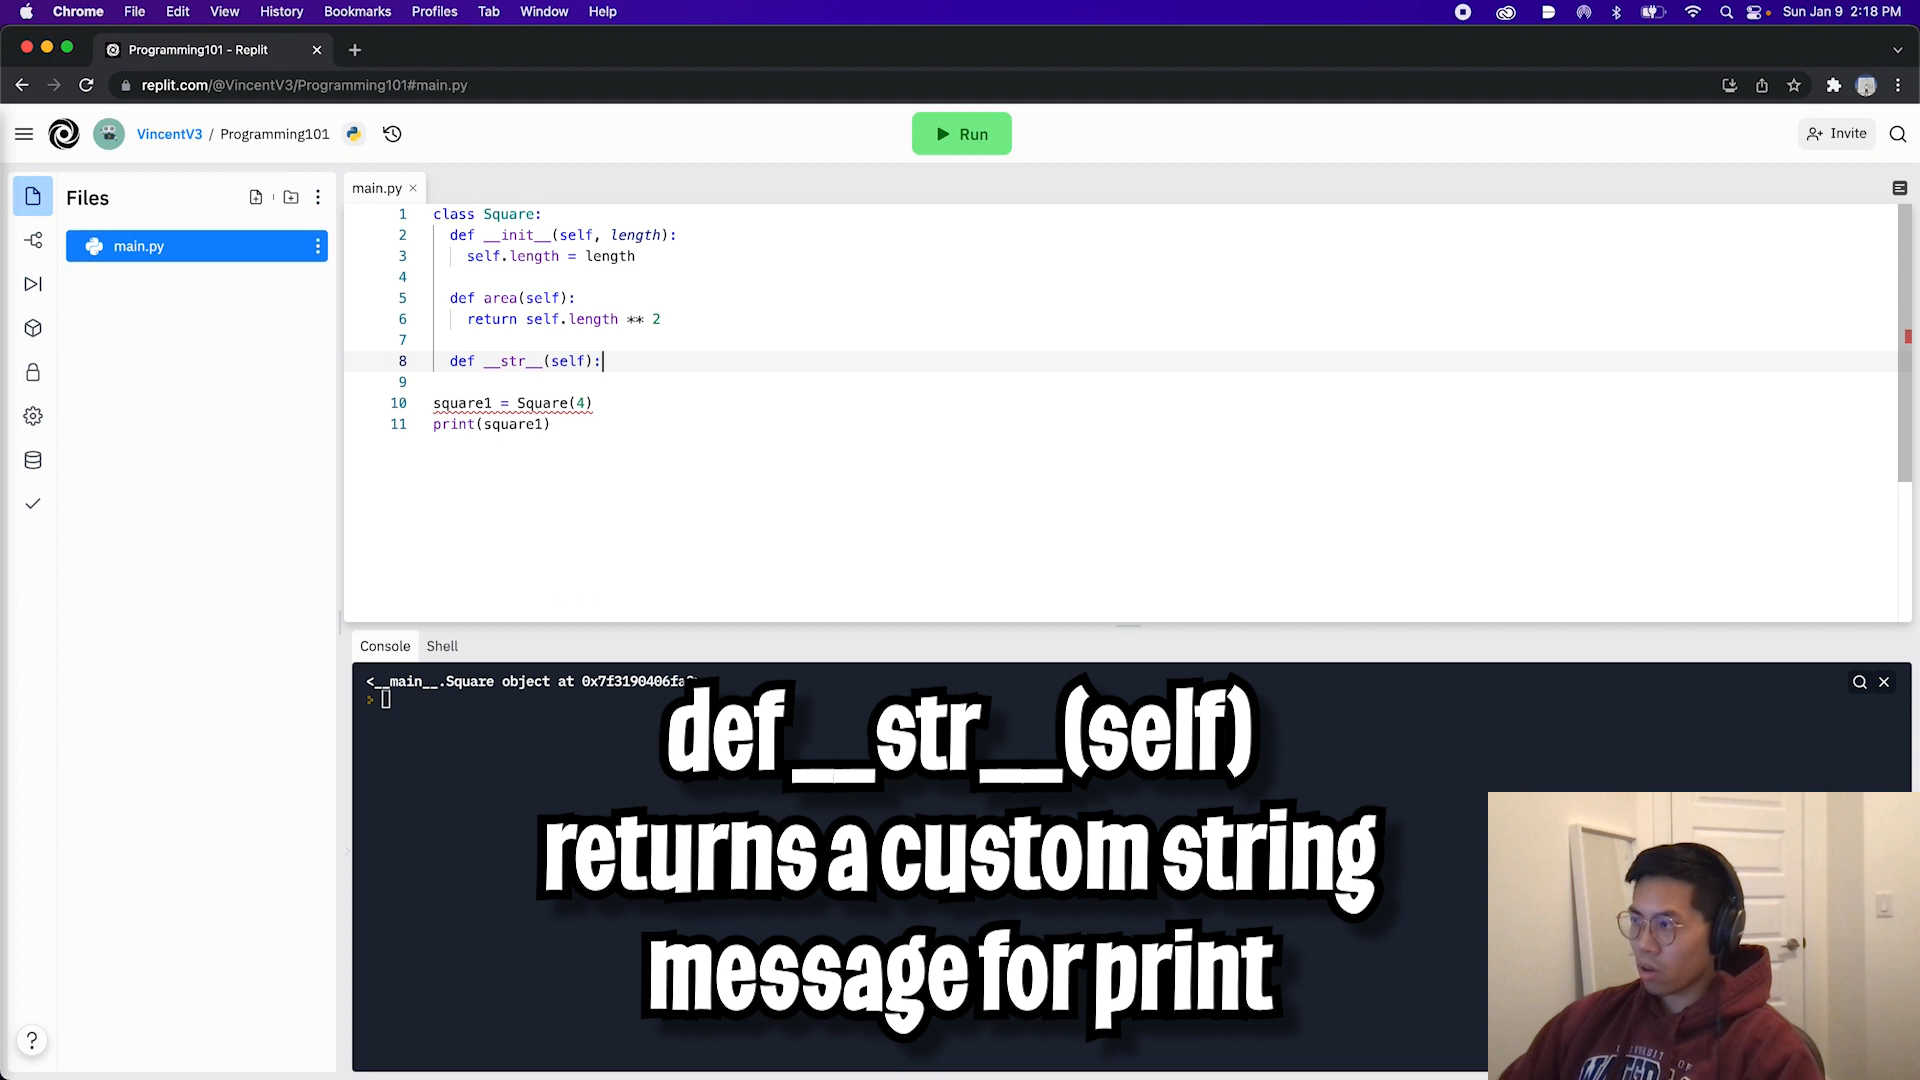 Chrome File Edit View History Bookmarks Profiles Tab Window Help Sun Jan 9 2:18 PM
Programming101 - Replit
replit.com/@VincentV3/Programming101#main.py
VincentV3 / Programming101
Run
Invite
Files
main.py
main.py
1 class Square:
2 def __init__(self, length):
3 self.length = length
4
5 def area(self):
6 return self.length ** 2
7
8 def __str__(self):
9
10 square1 = Square(4)
11 print(square1)
Console Shell
<__main__.Square object at 0x7f3190406fa
def __str__(self)
returns a custom string
message for print
?